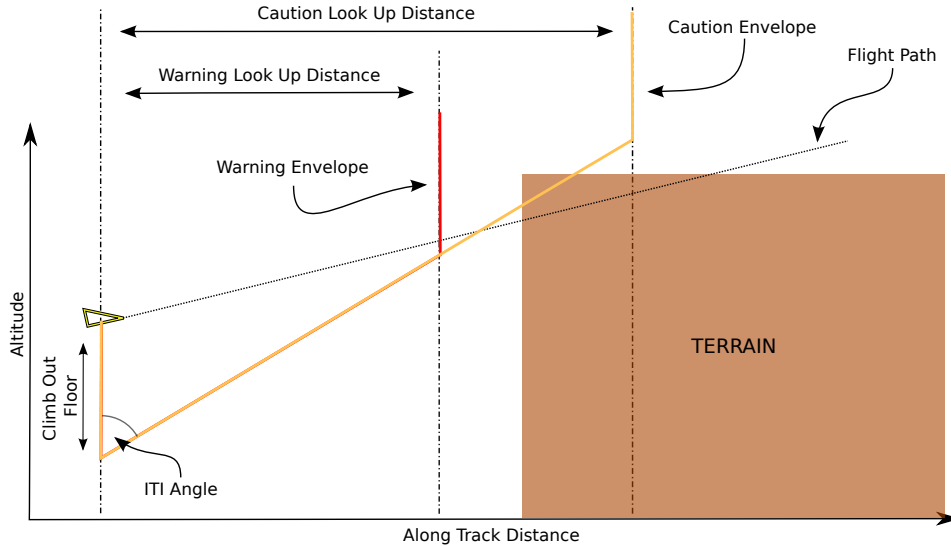 Caution Look Up Distance
Caution Envelope
Flight Path
Warning Look Up Distance
Warning Envelope
Altitude
Climb Out
Floor
TERRAIN
ITI Angle
Along Track Distance